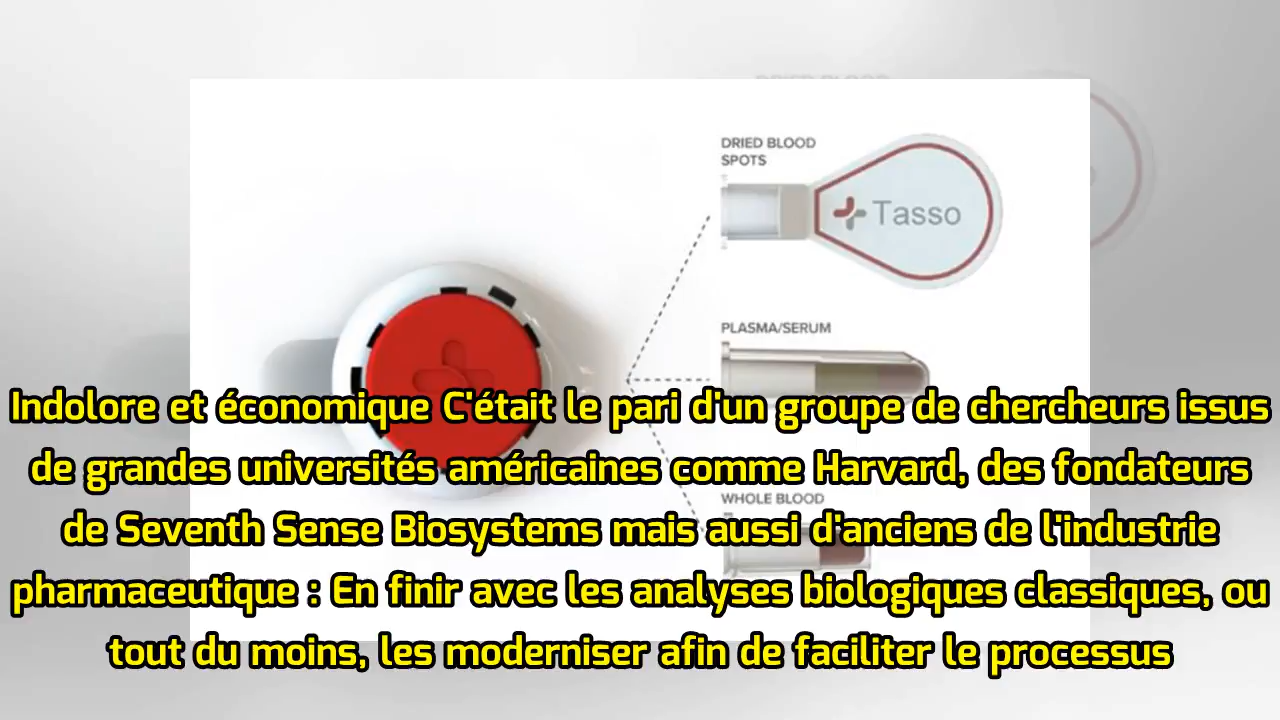 DRIED BLOOD
SPOTS
Tasso
PLASMA/SERUM
WHOLE BLOOD
Indolore et économique C'était le pari d'un groupe de chercheurs issus
de grandes universités américaines comme Harvard, des fondateurs
de Seventh Sense Biosystems mais aussi d'anciens de l'industrie
pharmaceutique : En finir avec les analyses biologiques classiques, ou
tout du moins, les moderniser afin de faciliter le processus